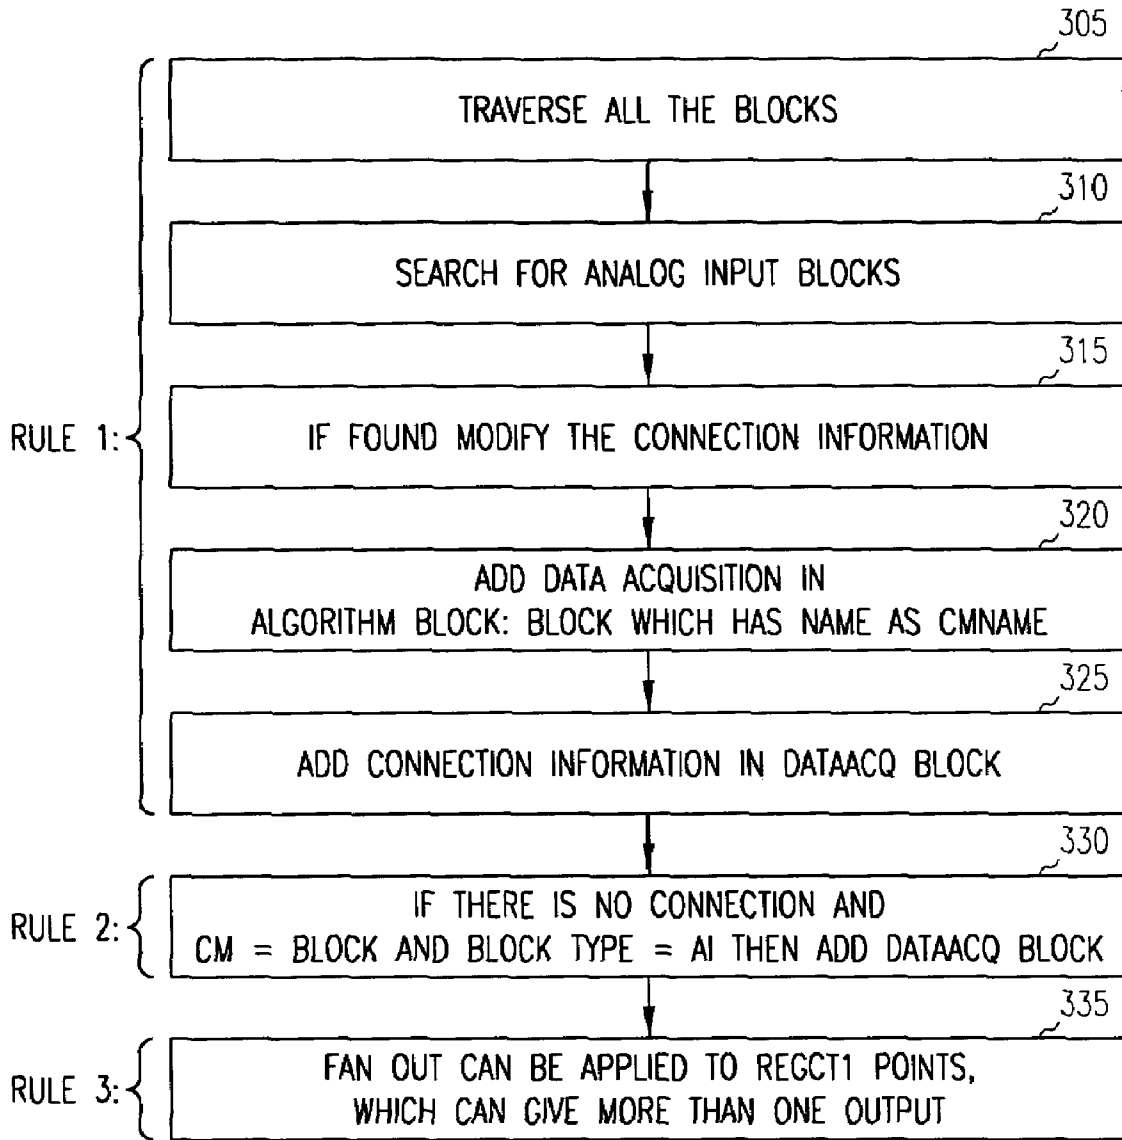 305
TRAVERSE ALL THE BLOCKS
310
SEARCH FOR ANALOG INPUT BLOCKS
315
RULE 1:
IF FOUND MODIFY THE CONNECTION INFORMATION
320
ADD DATA ACQUISITION IN
ALGORITHM BLOCK: BLOCK WHICH HAS NAME AS CMNAME
325
ADD CONNECTION INFORMATION IN DATAACQ BLOCK
330
RULE 2:
IF THERE IS NO CONNECTION AND
CM = BLOCK AND BLOCK TYPE = AI THEN ADD DATAACQ BLOCK
335
RULE 3:
FAN OUT CAN BE APPLIED TO REGCT1 POINTS,
WHICH CAN GIVE MORE THAN ONE OUTPUT